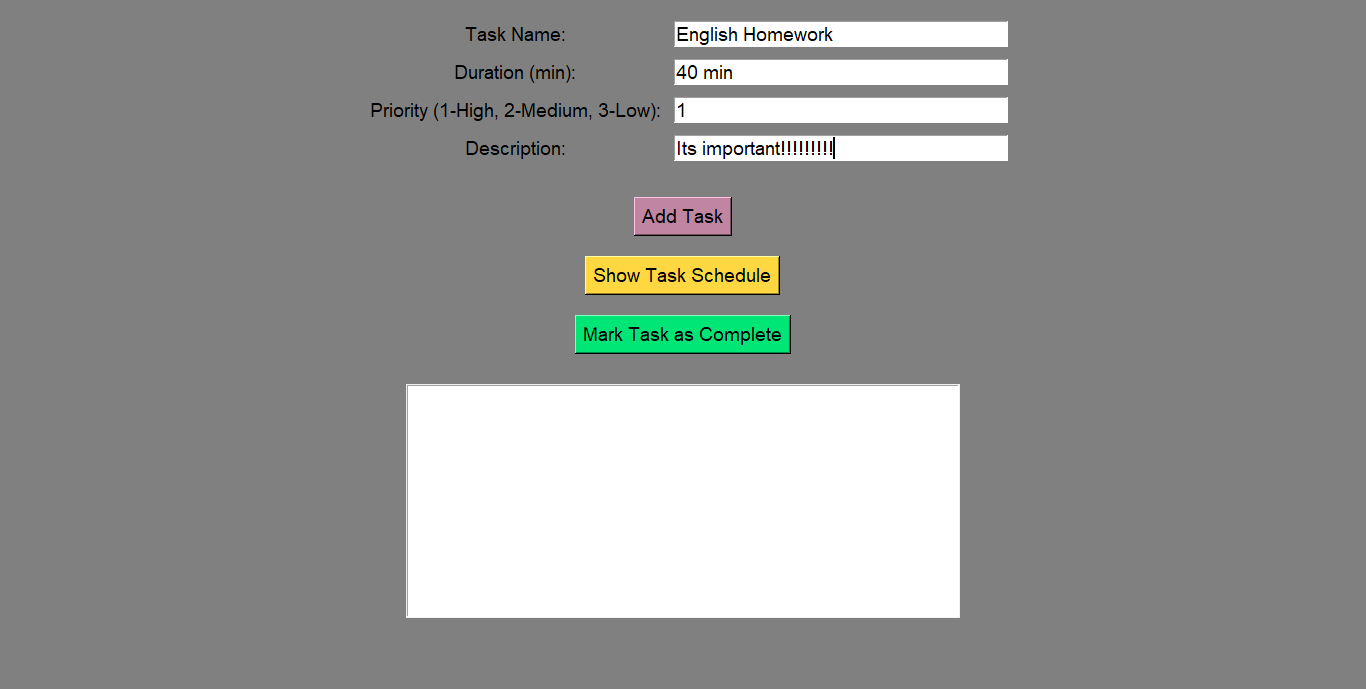 Task Name: English Homework
Duration (min): 40 min
Priority (1-High, 2-Medium, 3-Low): 1
Description: Its important!!!!!!!!!
Add Task
Show Task Schedule
Mark Task as Complete